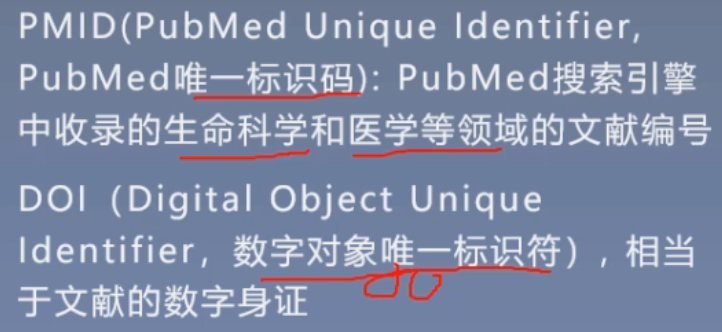 PMID(PubMed Unique Identifier,
PubMed唯一标识码): PubMed搜索引擎
中收录的生命科学和医学等领域的文献编号
DOI（Digital Object Unique
Identifier，数字对象唯一标识符）, 相当
于文献的数字身证